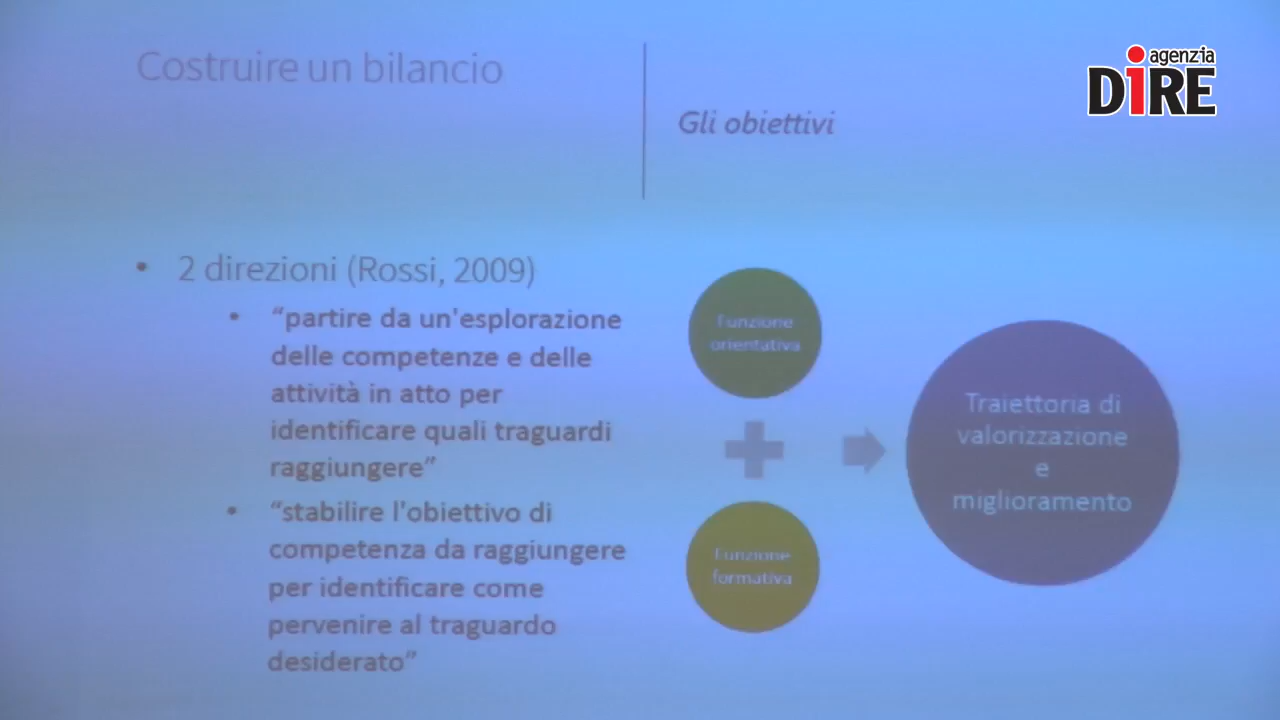 Costruire un bilancio
Gli obiettivi
agenzia
DiRE
• 2 direzioni (Rossi, 2009)
• “partire da un'esplorazione
delle competenze e delle
attività in atto per
identificare quali traguardi
raggiungere”
• “stabilire l'obiettivo di
competenza da raggiungere
per identificare come
pervenire al traguardo
desiderato”
Funzione
orientativa
Funzione
formativa
Traiettoria di
valorizzazione
e
miglioramento